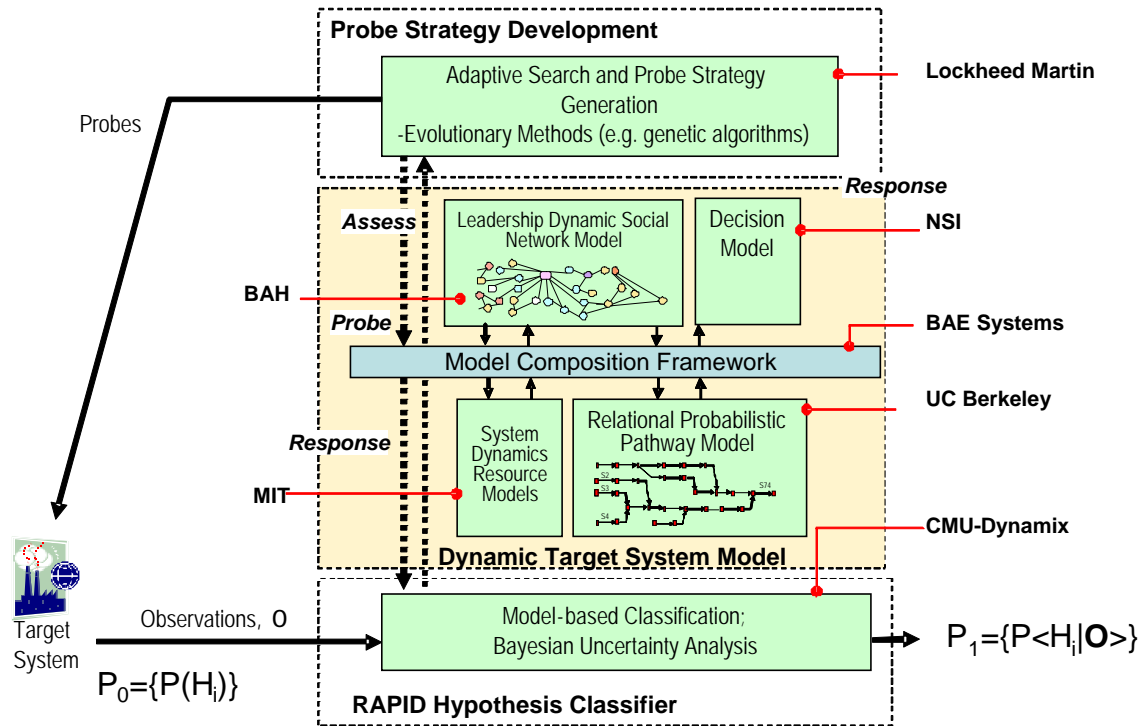 Probe Strategy Development
Adaptive Search and Probe Strategy
Generation
-Evolutionary Methods (e.g. genetic algorithms)
Lockheed Martin
Probes
Response
Assess
Leadership Dynamic Social
Network Model
Decision
Model
NSI
BAH
Probe
BAE Systems
Model Composition Framework
UC Berkeley
Response
System
Dynamics
Resource
Models
Relational Probabilistic
Pathway Model
S2
S3
S4
S74
MIT
CMU-Dynamix
Dynamic Target System Model
Target
System
Observations, O
Model-based Classification;
Bayesian Uncertainty Analysis
P₀={P(Hᵢ)}
P₁={P<Hᵢ|O>}
RAPID Hypothesis Classifier